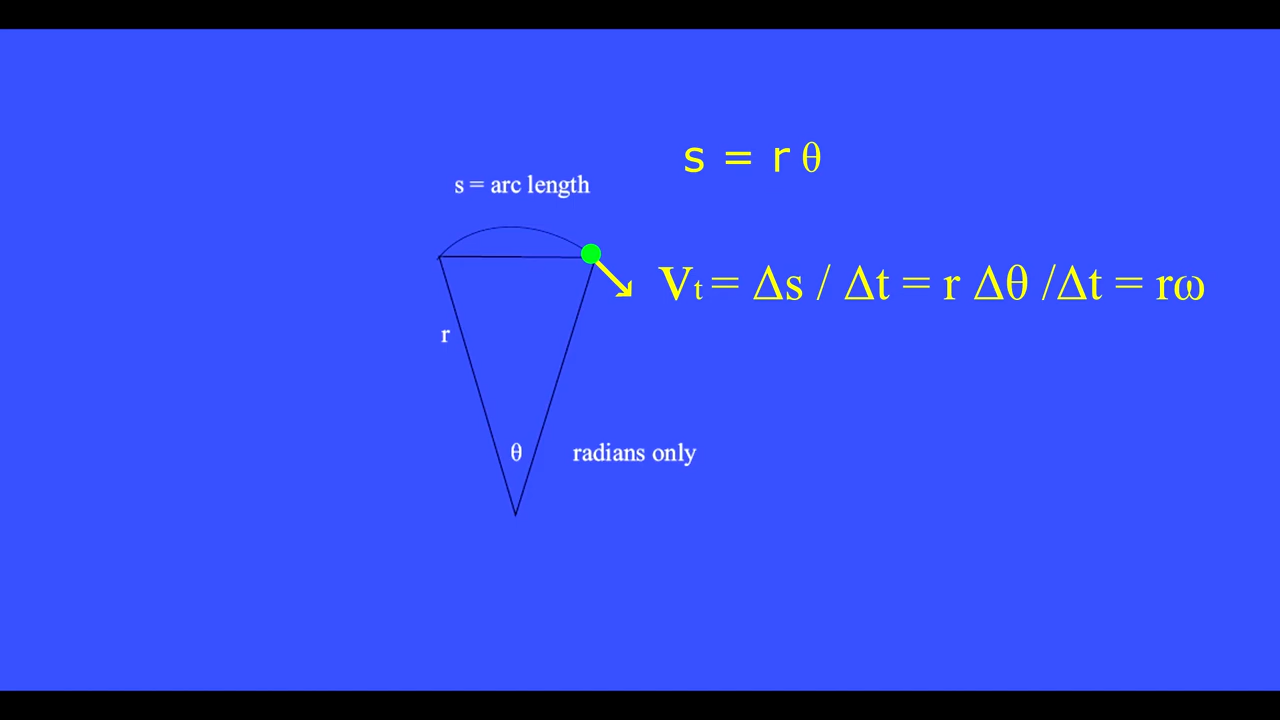 s = r θ
s = arc length
Vt = Δs / Δt = r Δθ /Δt = rω
r
θ
radians only